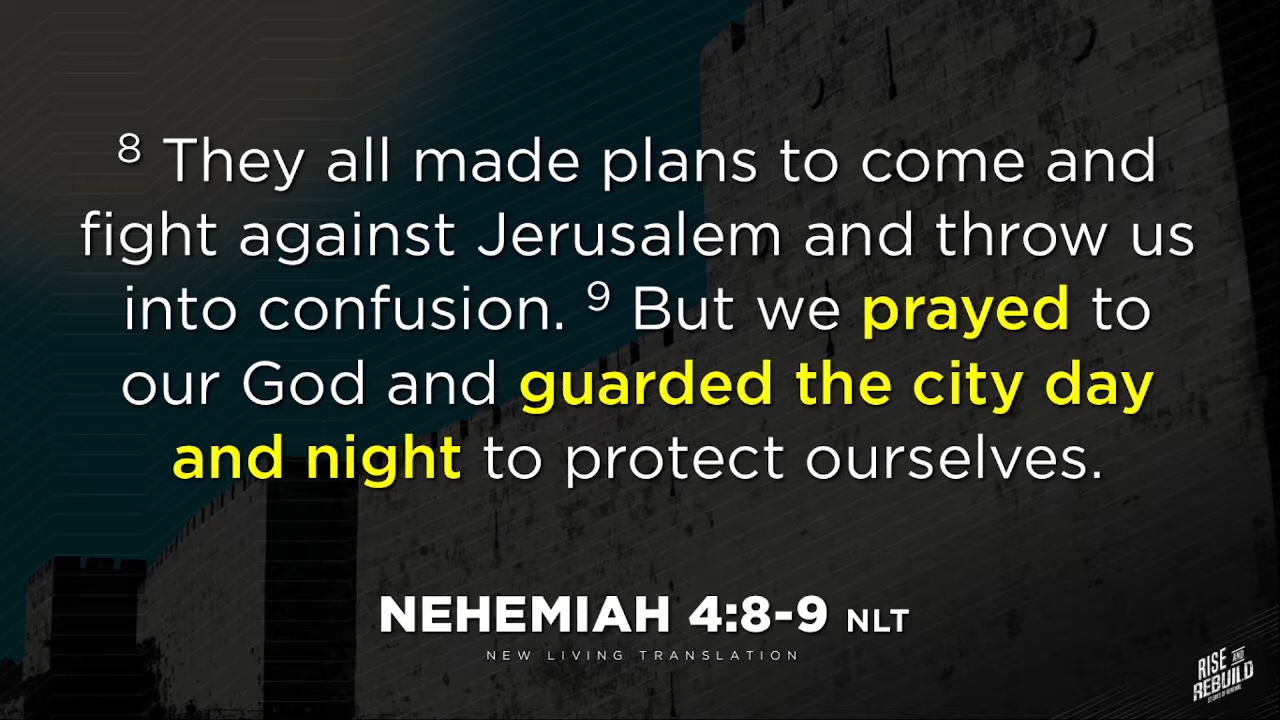 8 They all made plans to come and
fight against Jerusalem and throw us
into confusion. 9 But we prayed to
our God and guarded the city day
and night to protect ourselves.
NEHEMIAH 4:8-9 NLT
NEW LIVING TRANSLATION
RISE AND
REBUILD